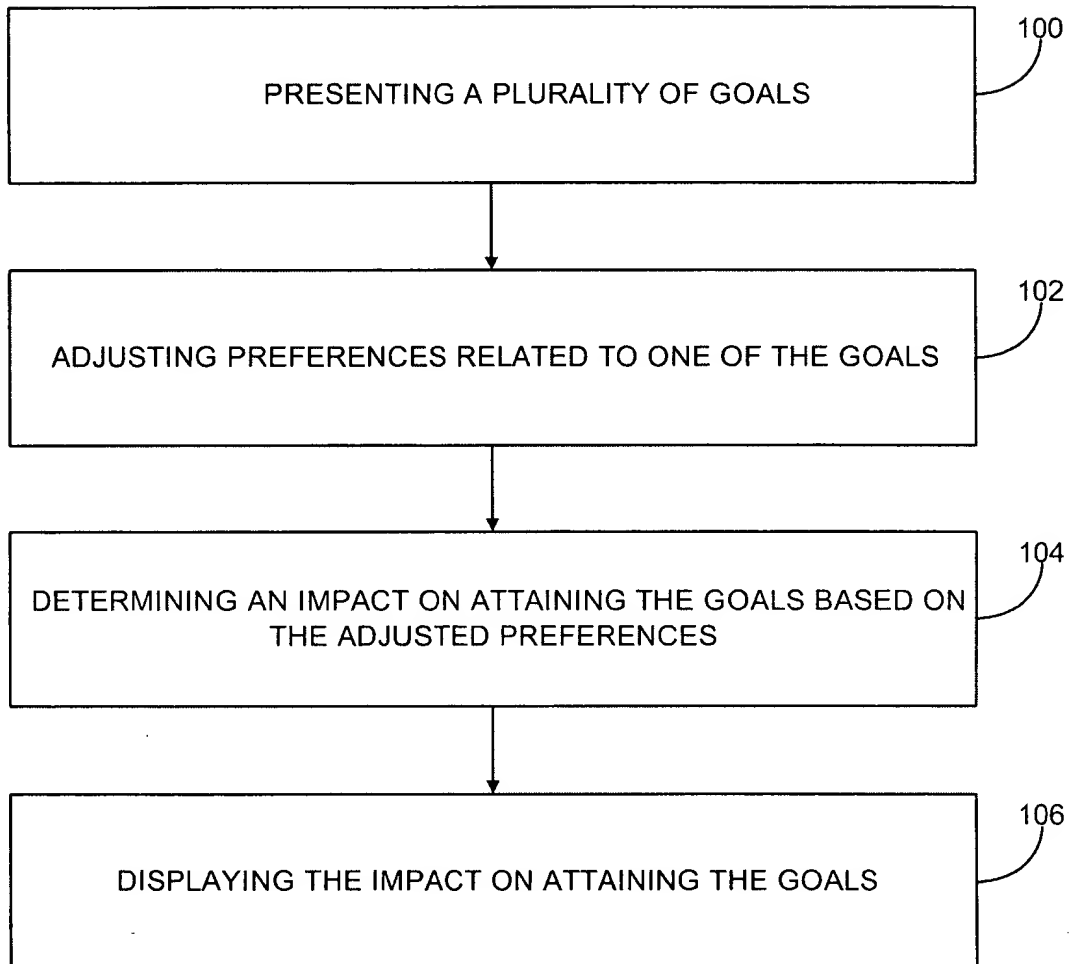 100
PRESENTING A PLURALITY OF GOALS
102
ADJUSTING PREFERENCES RELATED TO ONE OF THE GOALS
104
DETERMINING AN IMPACT ON ATTAINING THE GOALS BASED ON
THE ADJUSTED PREFERENCES
106
DISPLAYING THE IMPACT ON ATTAINING THE GOALS